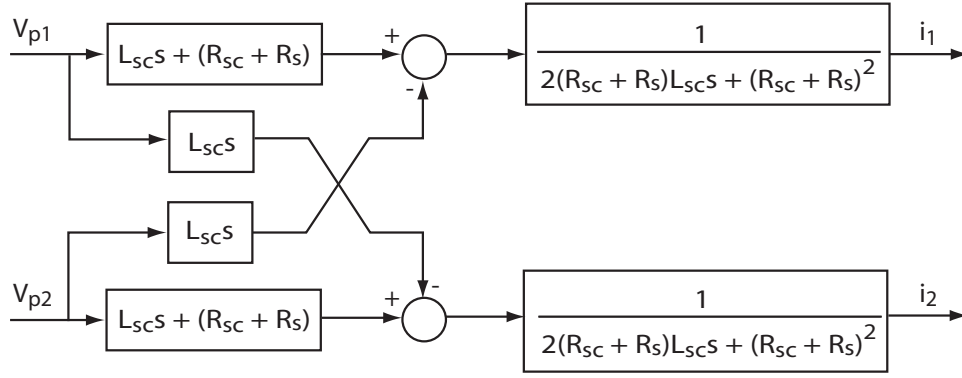 V_p1
L_SC s + (R_SC + R_S)
+
-
1
2(R_SC + R_S)L_SC s + (R_SC + R_S)^2
i_1
L_SC s
L_SC s
V_p2
L_SC s + (R_SC + R_S)
+
-
1
2(R_SC + R_S)L_SC s + (R_SC + R_S)^2
i_2